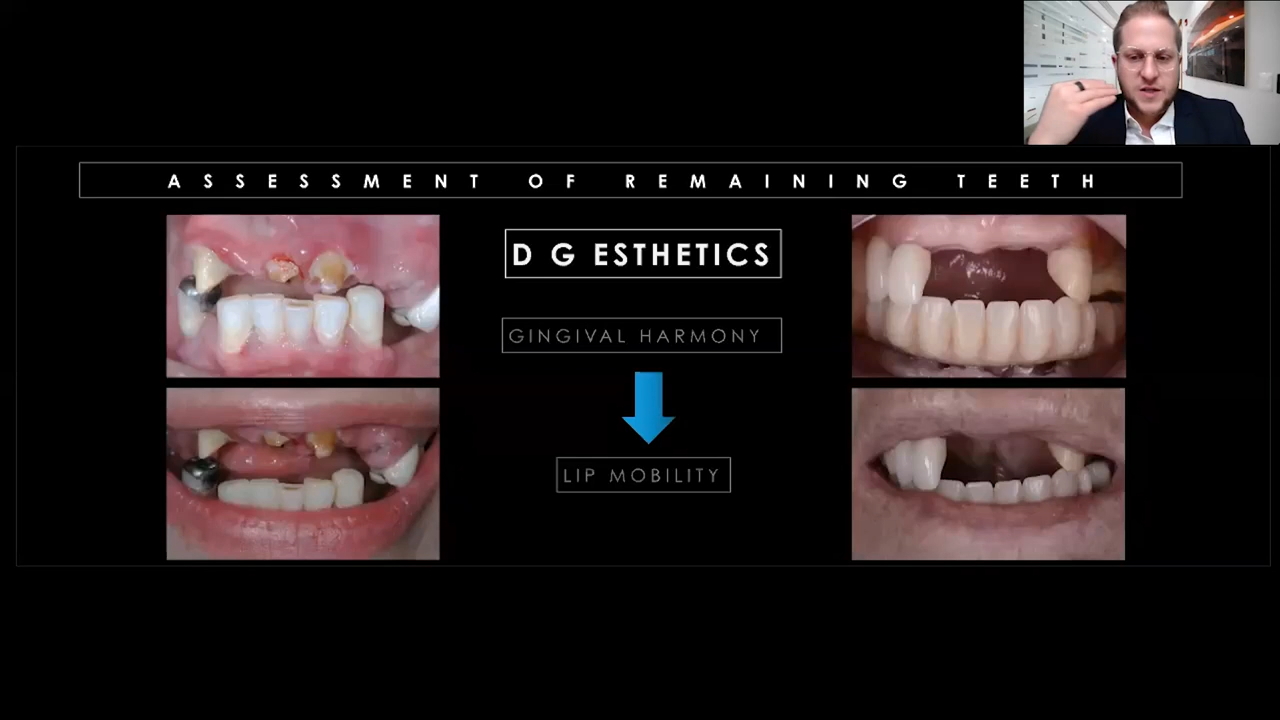 ASSESSMENT OF REMAINING TEETH
D G ESTHETICS
GINGIVAL HARMONY
LIP MOBILITY